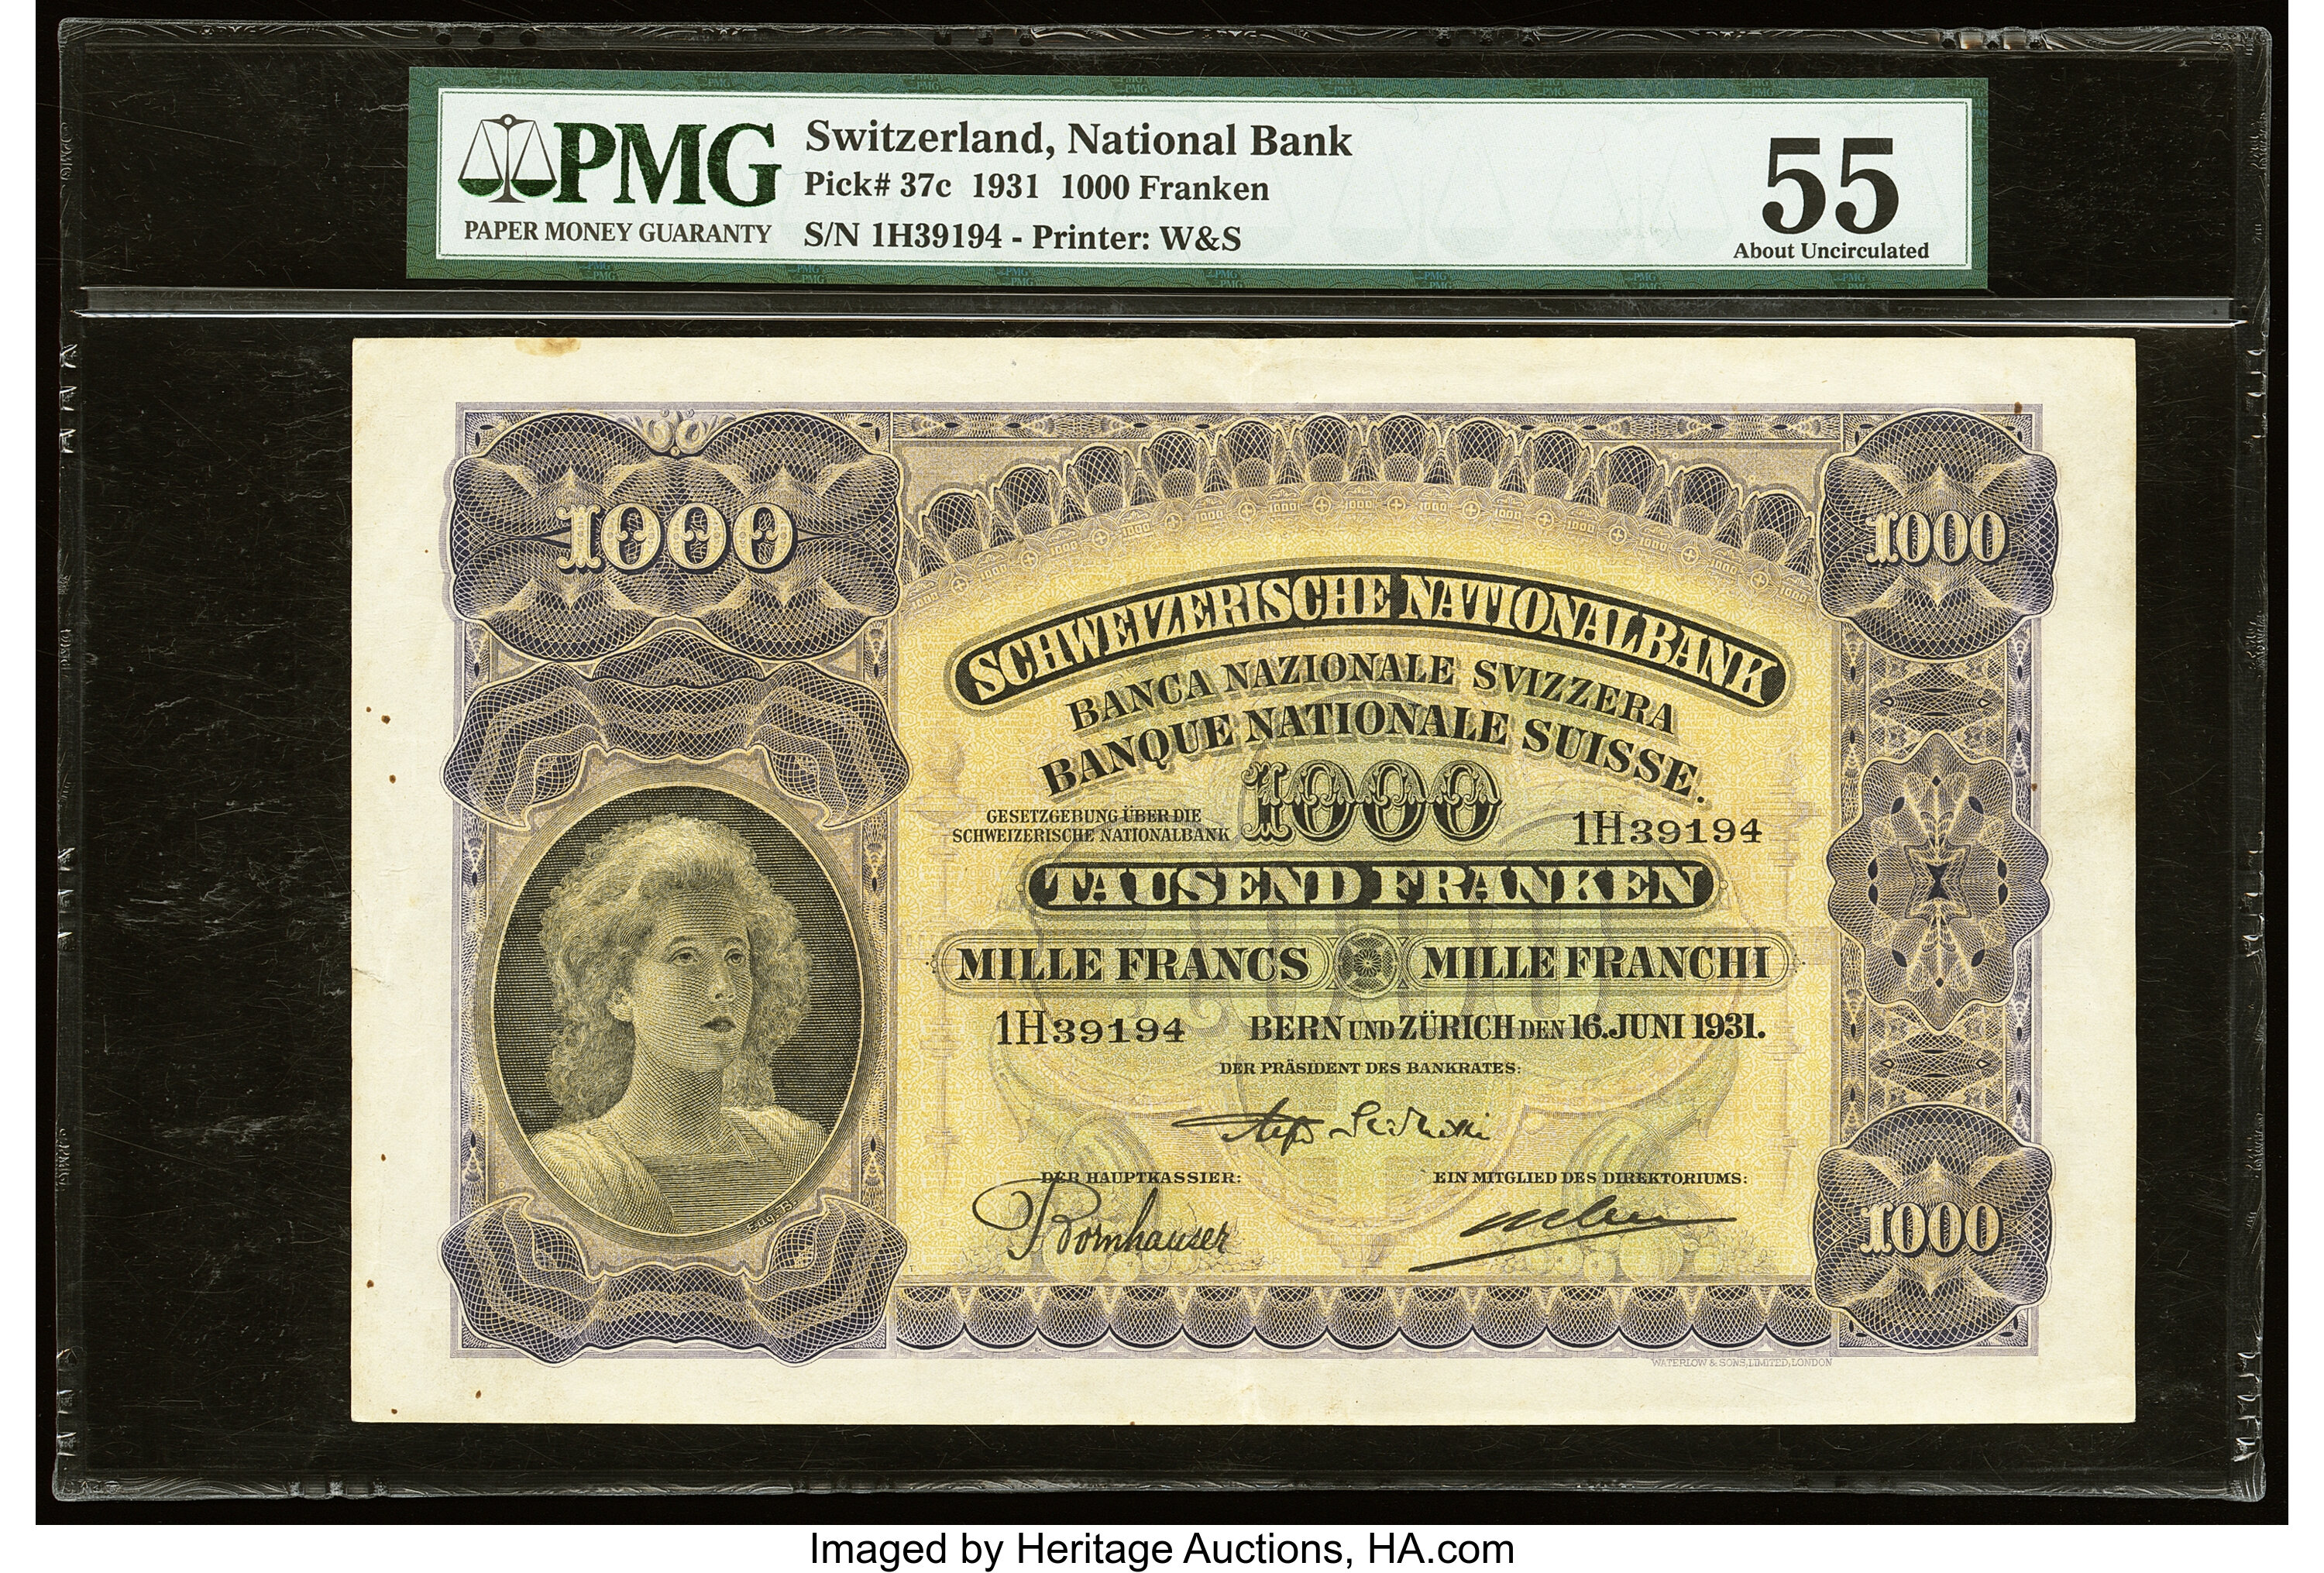 PMG
PAPER MONEY GUARANTY
Switzerland, National Bank
Pick# 37c 1931 1000 Franken
S/N 1H39194 - Printer: W&S
55
About Uncirculated
1000
1000
SCHWEIZERISCHE NATIONALBANK
BANCA NAZIONALE SVIZZERA
BANQUE NATIONALE SUISSE.
GESETZGEBUNG ÜBER DIE
SCHWEIZERISCHE NATIONALBANK
1000
1H39194
TAUSEND FRANKEN
MILLE FRANCS MILLE FRANCHI
1H39194 BERN UND ZÜRICH DEN 16. JUNI 1931.
DER PRÄSIDENT DES BANKRATES:
DER HAUPTKASSIER: EIN MITGLIED DES DIREKTORIUMS:
Bornhauser
Eug. B.
1000
WATERLOW & SONS, LIMITED, LONDON
Imaged by Heritage Auctions, HA.com